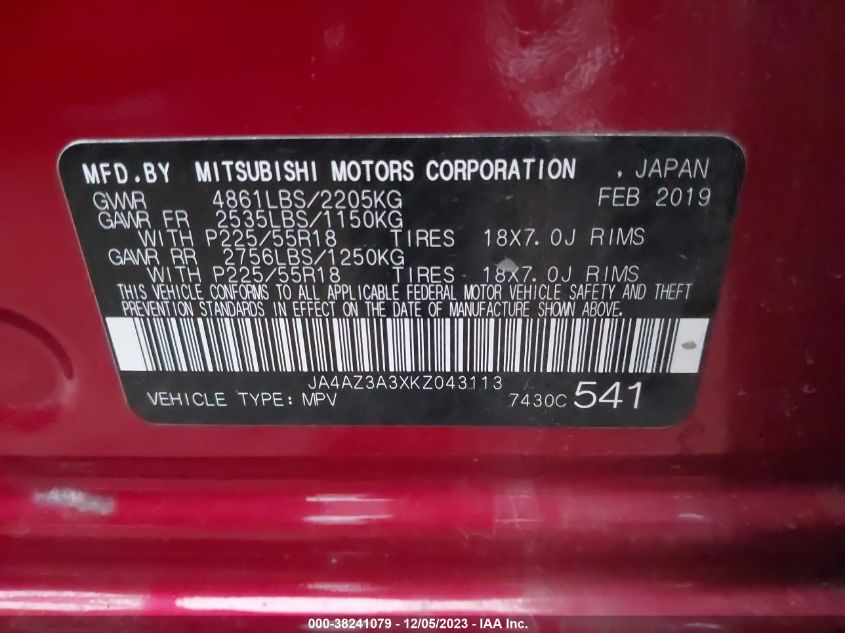 MFD.BY MITSUBISHI MOTORS CORPORATION , JAPAN
GVWR 4861LBS/2205KG FEB 2019
GAWR FR 2535LBS/1150KG
WITH P225/55R18 TIRES 18X7.0J RIMS
GAWR RR 2756LBS/1250KG
WITH P225/55R18 TIRES 18X7.0J RIMS
THIS VEHICLE CONFORMS TO ALL APPLICABLE FEDERAL MOTOR VEHICLE SAFETY AND THEFT
PREVENTION STANDARDS IN EFFECT ON THE DATE OF MANUFACTURE SHOWN ABOVE.
JA4AZ3A3XKZ043113
VEHICLE TYPE: MPV 7430C 541
000-38241079 - 12/05/2023 - IAA Inc.